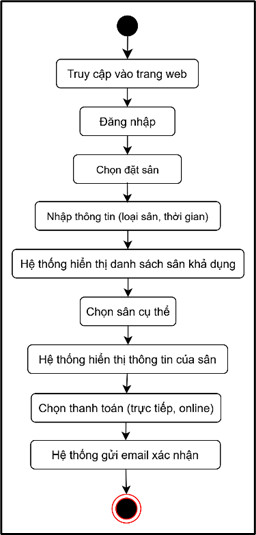 Truy cập vào trang web
Đăng nhập
Chọn đặt sân
Nhập thông tin (loại sân, thời gian)
Hệ thống hiển thị danh sách sân khả dụng
Chọn sân cụ thể
Hệ thống hiển thị thông tin của sân
Chọn thanh toán (trực tiếp, online)
Hệ thống gửi email xác nhận